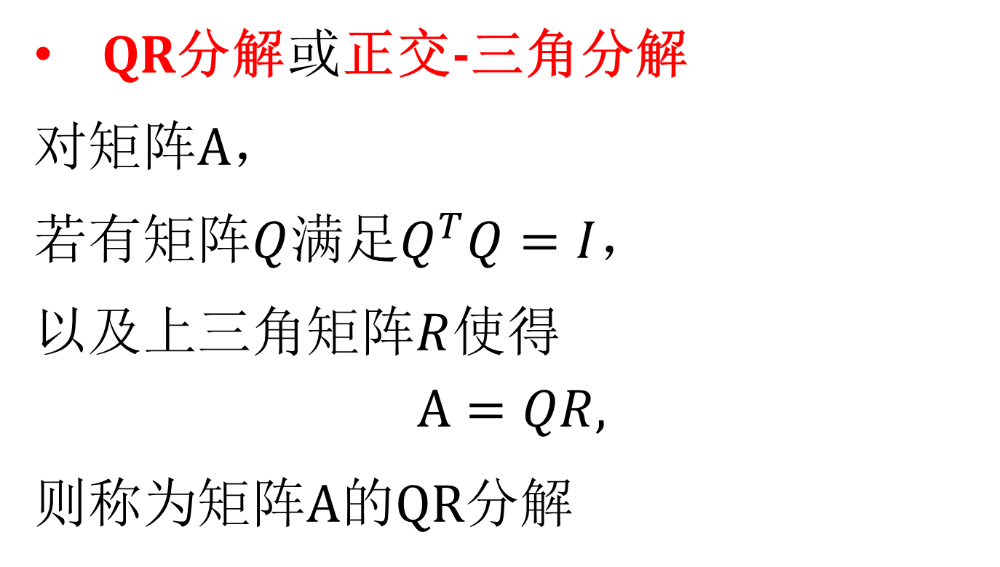 • QR分解或正交-三角分解
对矩阵A，
若有矩阵𝑄满足𝑄ᵀ𝑄 = 𝐼，
以及上三角矩阵𝑅使得
A = 𝑄𝑅,
则称为矩阵A的QR分解